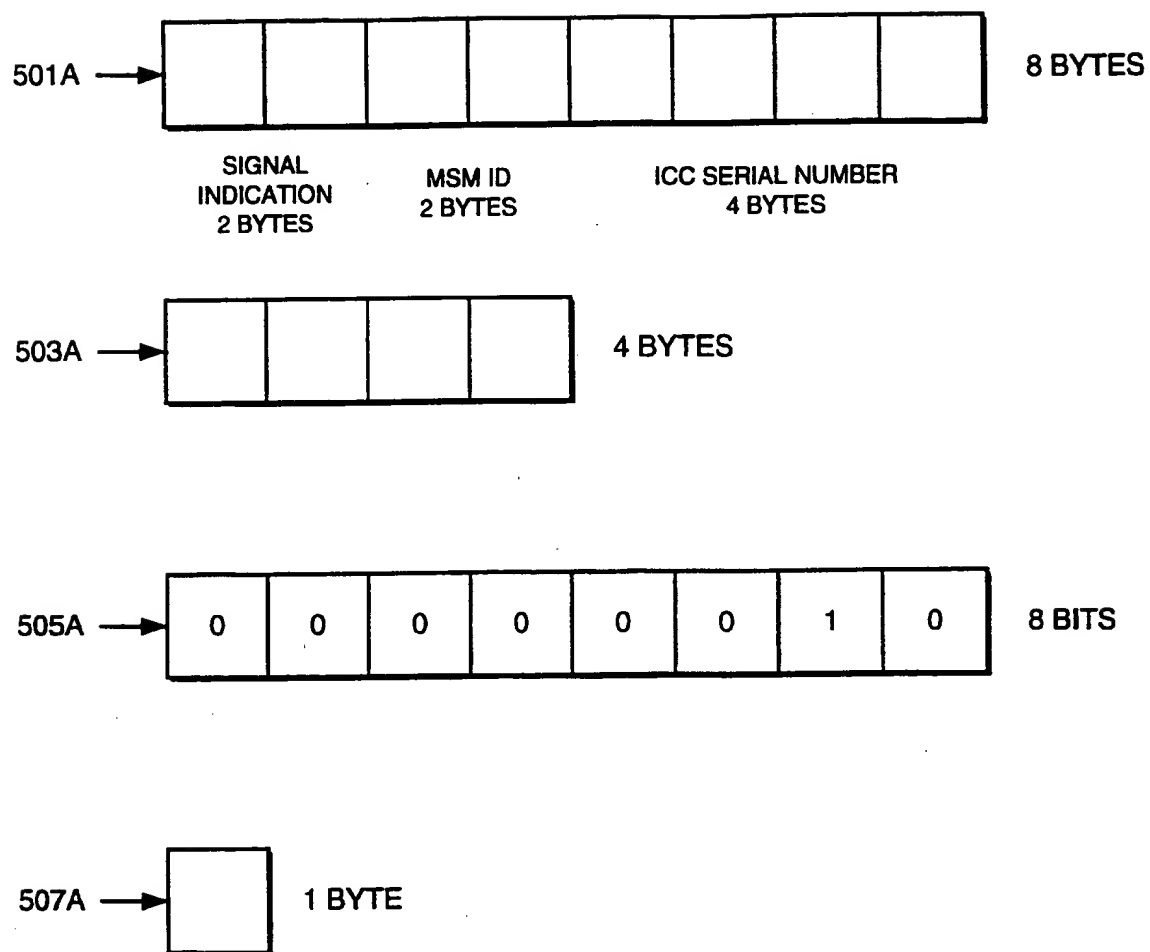 501A
8 BYTES
SIGNAL
INDICATION
2 BYTES
MSM ID
2 BYTES
ICC SERIAL NUMBER
4 BYTES
503A
4 BYTES
505A
0 0 0 0 0 0 1 0
8 BITS
507A
1 BYTE